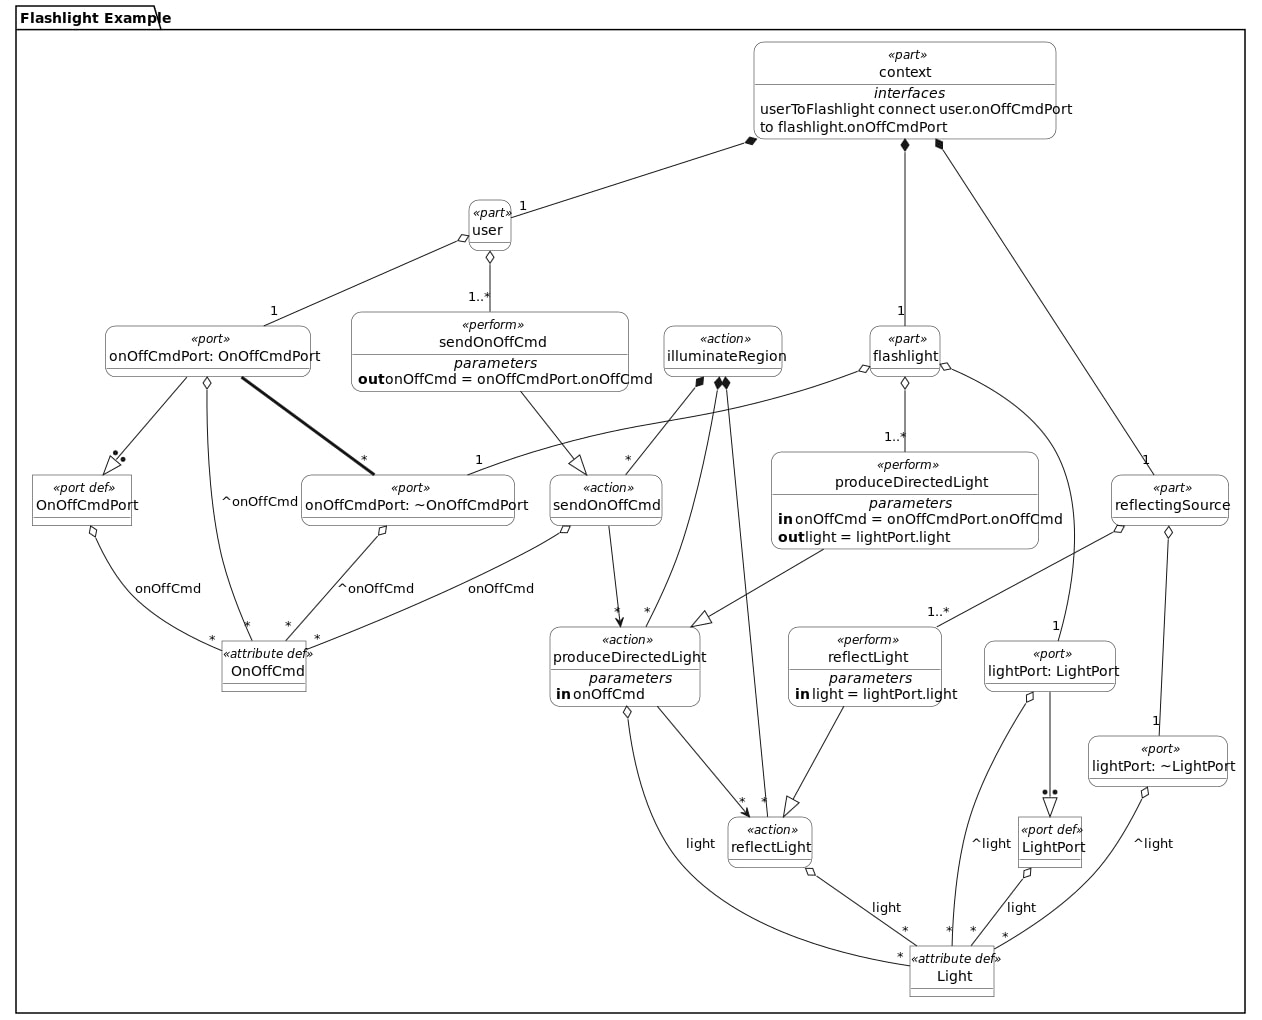 Flashlight Example
«part»
context
interfaces
userToFlashlight connect user.onOffCmdPort
to flashlight.onOffCmdPort
1
«part»
user
1
1..*
1
«port»
onOffCmdPort: OnOffCmdPort
«perform»
sendOnOffCmd
parameters
out onOffCmd = onOffCmdPort.onOffCmd
«action»
illuminateRegion
«part»
flashlight
*
1
*
1..*
1
«port def»
OnOffCmdPort
^onOffCmd
«port»
onOffCmdPort: ~OnOffCmdPort
«action»
sendOnOffCmd
«perform»
produceDirectedLight
parameters
in onOffCmd = onOffCmdPort.onOffCmd
out light = lightPort.light
«part»
reflectingSource
onOffCmd
^onOffCmd
onOffCmd
*
*
*
*
*
*
1..*
1
«attribute def»
OnOffCmd
«action»
produceDirectedLight
parameters
in onOffCmd
«perform»
reflectLight
parameters
in light = lightPort.light
«port»
lightPort: LightPort
1
«port»
lightPort: ~LightPort
*
*
«action»
reflectLight
«port def»
LightPort
light
^light
^light
light
light
*
*
*
*
*
«attribute def»
Light